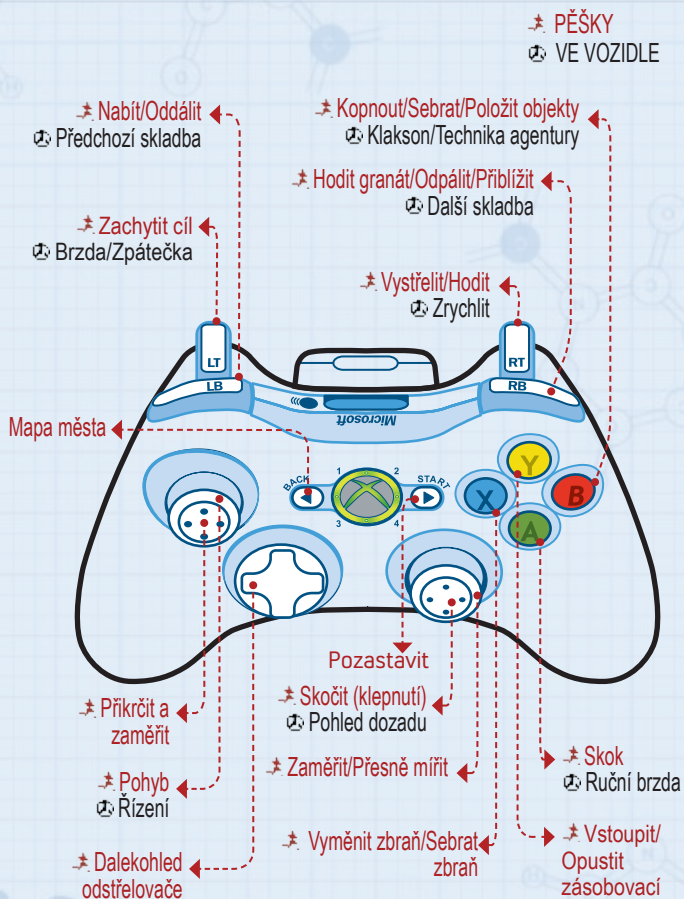 PĚŠKY
VE VOZIDLE
Nabít/Oddálit
Předchozí skladba
Kopnout/Sebrat/Položit objekty
Klakson/Technika agentury
Hodit granát/Odpálit/Přiblížit
Další skladba
Zachytit cíl
Brzda/Zpátečka
Vystřelit/Hodit
Zrychlit
LT
RT
LB
RB
Microsoft
Mapa města
BACK
1
2
START
3
4
Y
X
B
A
Pozastavit
Přikrčit a
zaměřit
Skočit (klepnutí)
Pohled dozadu
Pohyb
Řízení
Zaměřit/Přesně mířit
Skok
Ruční brzda
Dalekohled
odstřelovače
Vyměnit zbraň/Sebrat
zbraň
Vstoupit/
Opustit
zásobovací